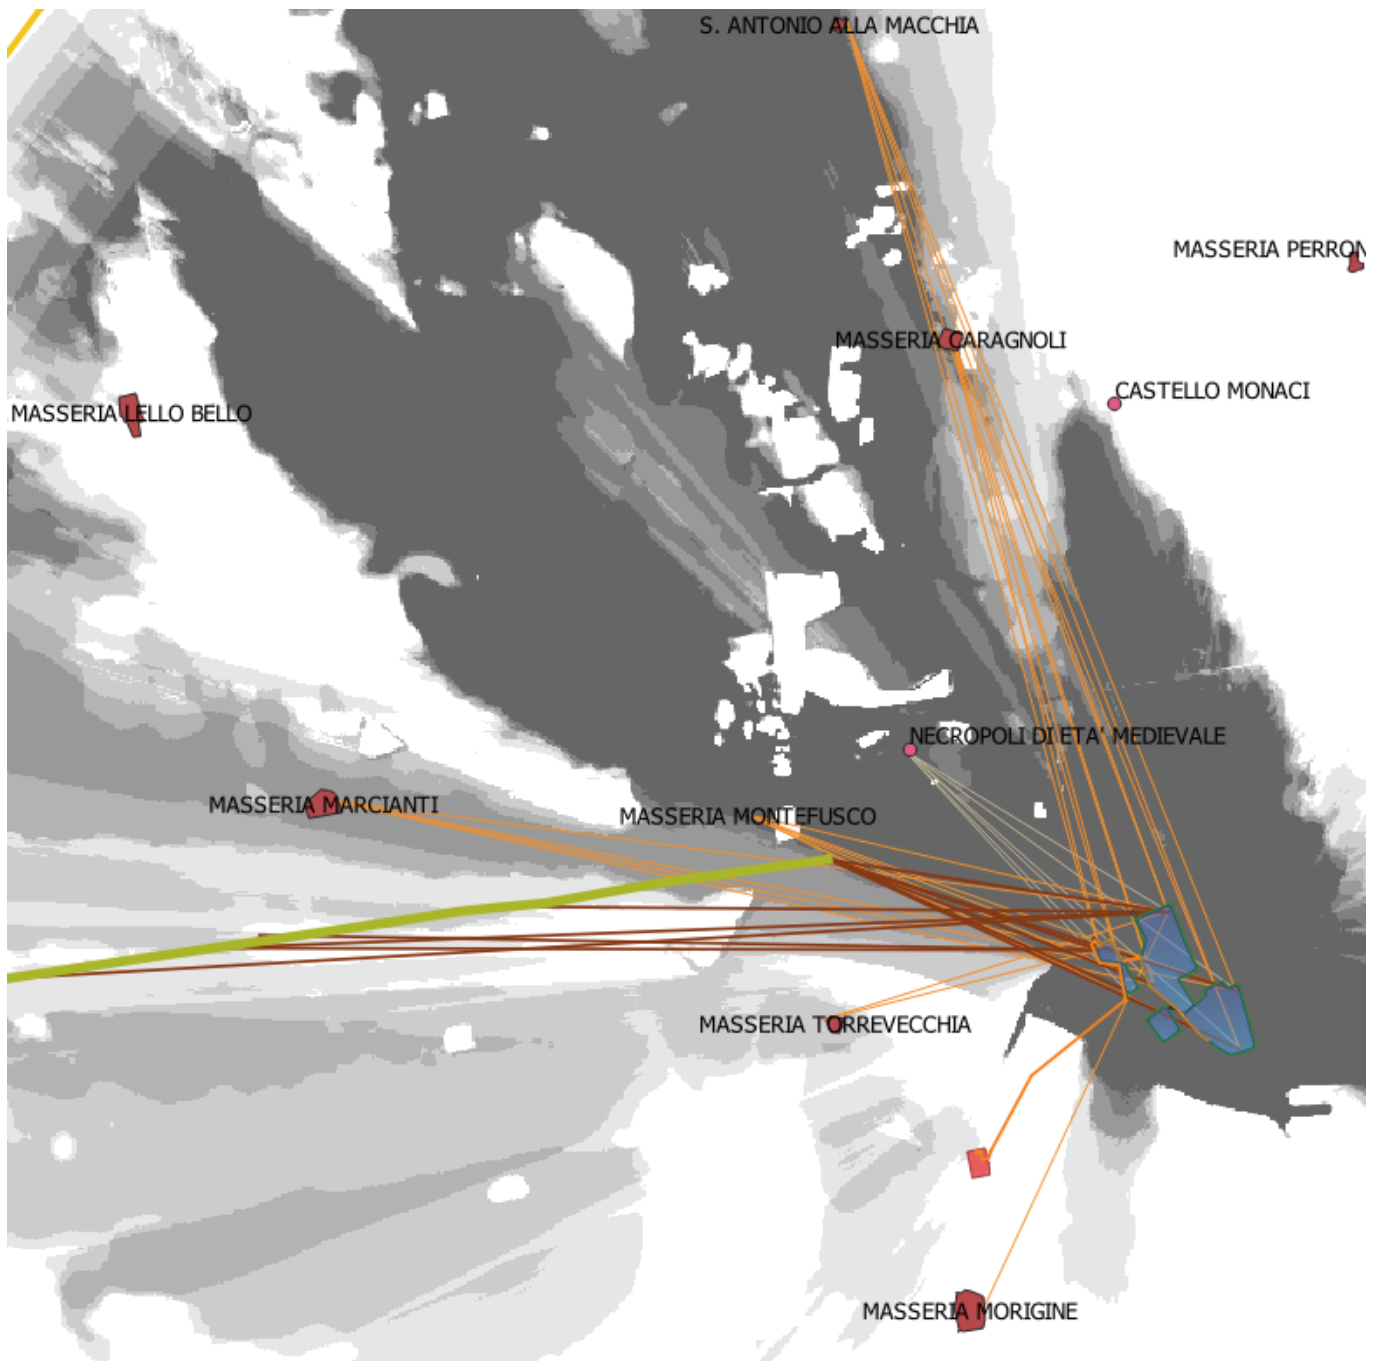 S. ANTONIO ALLA MACCHIA
MASSERIA PERRON
MASSERIA CARAGNOLI
CASTELLO MONACI
MASSERIA LELLO BELLO
NECROPOLI DI ETA' MEDIEVALE
MASSERIA MARCIANTI
MASSERIA MONTEFUSCO
MASSERIA TORREVECCHIA
MASSERIA MORIGINE